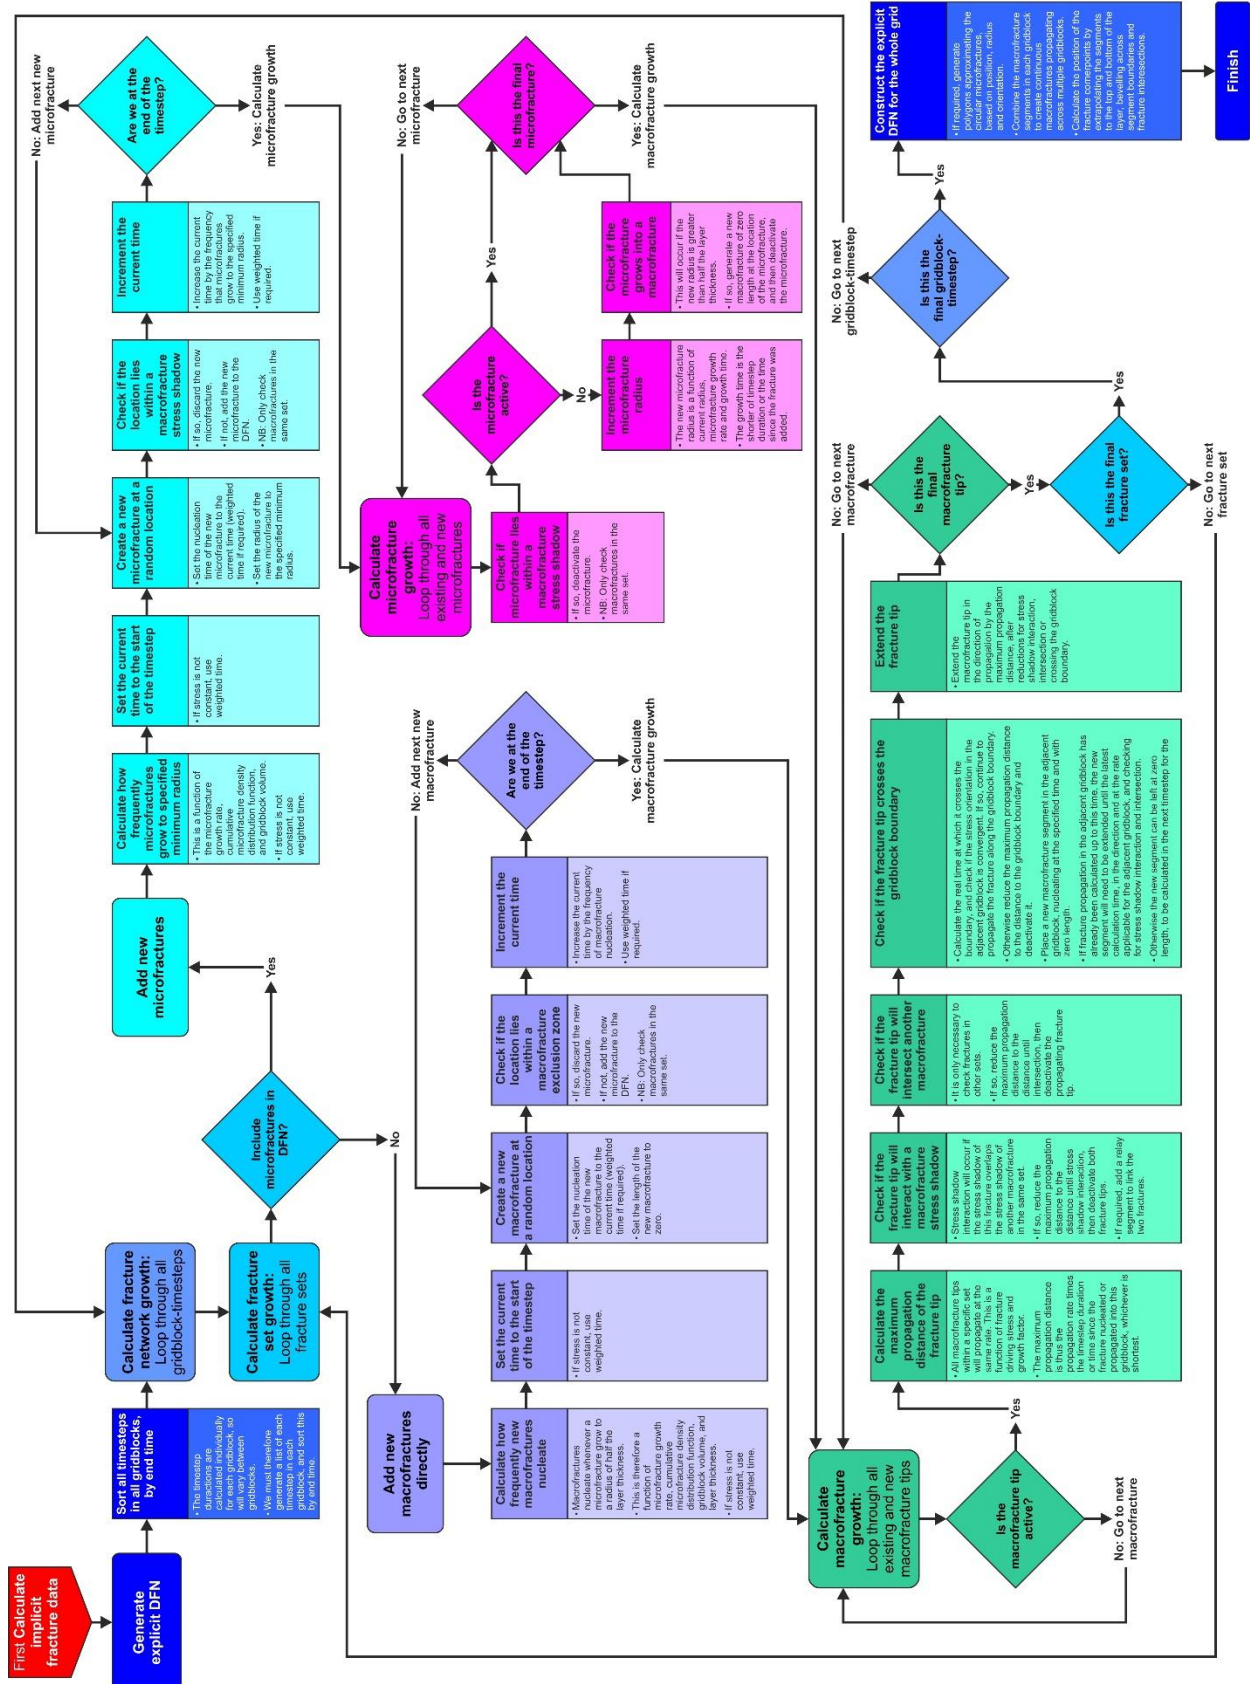 First Calculate
implicit
fracture data
Generate
explicit DFN
Sort all timesteps
in all gridblocks,
by end time
• The timestep
durations are
calculated individually
for each gridblock, so
will vary between
gridblocks.
• We must therefore
generate a list of each
timestep in each
gridblock, and sort this
by end time.
Calculate fracture
network growth:
Loop through all
gridblock-timesteps
Calculate fracture
set growth:
Loop through all
fracture sets
Include
microfractures in
DFN?
Yes
No
Add new
microfractures
Calculate how
frequently
microfractures
grow to specified
minimum radius
• This is a function of
the microfracture
growth rate,
cumulative
microfracture density
distribution function,
and gridblock volume.
• If stress is not
constant, use
weighted time.
Set the current
time to the start
of the timestep
• If stress is not
constant, use
weighted time.
Create a new
microfracture at a
random location
• Set the nucleation
time of the new
microfracture to the
current time (weighted
time if required).
• Set the radius of the
new microfracture to
the specified minimum
radius.
Check if the
location lies
within a
macrofracture
stress shadow
• If so, discard the new
microfracture.
• If not, add the new
microfracture to the
DFN.
• NB: Only check
macrofractures in the
same set.
Increment the
current time
• Increase the current
time by the frequency
that microfractures
grow to the specified
minimum radius.
• Use weighted time if
required.
Are we at the
end of the
timestep?
No: Add next new
microfracture
Yes: Calculate
microfracture growth
Calculate
microfracture
growth:
Loop through all
existing and new
microfractures
Check if
microfracture lies
within a
macrofracture
stress shadow
• If so, deactivate the
microfracture.
• NB: Only check
macrofractures in the
same set.
Is the
microfracture
active?
Yes
No
Increment the
microfracture
radius
• The new microfracture
radius is a function of
current radius,
microfracture growth
rate and growth time.
• The growth time is the
shorter of timestep
duration or the time
since the fracture was
added.
Check if the
microfracture
grows into a
macrofracture
• This will occur if the
new radius is greater
than half the layer
thickness.
• If so, generate a new
macrofracture of zero
length at the location
of the microfracture,
and then deactivate
the microfracture.
Is this the final
microfracture?
No: Go to next
microfracture
Yes: Calculate
macrofracture growth
Add new
macrofractures
directly
Calculate how
frequently new
macrofractures
nucleate
• Macrofractures
nucleate whenever a
microfracture grow to
a radius of half the
layer thickness.
• This is therefore a
function of
microfracture growth
rate, cumulative
microfracture density
distribution function,
gridblock volume, and
layer thickness.
• If stress is not
constant, use
weighted time.
Set the current
time to the start
of the timestep
• If stress is not
constant, use
weighted time.
Create a new
macrofracture at
a random location
• Set the nucleation
time of the new
macrofracture to the
current time (weighted
time if required).
• Set the length of the
new macrofracture to
zero.
Check if the
location lies
within a
macrofracture
exclusion zone
• If so, discard the new
microfracture.
• If not, add the new
microfracture to the
DFN.
• NB: Only check
macrofractures in the
same set.
Increment the
current time
• Increase the current
time by the frequency
of macrofracture
nucleation.
• Use weighted time if
required.
Are we at the
end of the
timestep?
No: Add next new
macrofracture
Yes: Calculate
macrofracture growth
Calculate
macrofracture
growth:
Loop through all
existing and new
macrofracture tips
Is the
macrofracture tip
active?
Yes
No: Go to next
macrofracture
Calculate the
maximum
propagation
distance of the
fracture tip
• All macrofracture tips
within a specific set
will propagate at the
same rate. This is a
function of fracture
driving stress and
growth factor.
• The maximum
propagation distance
is thus the
propagation rate times
the timestep duration
or time since the
fracture nucleated or
propagated into this
gridblock, whichever is
shortest.
Check if the
fracture tip will
interact with a
macrofracture
stress shadow
• Stress shadow
interaction will occur if
the stress shadow of
this fracture overlaps
the stress shadow of
another macrofracture
in the same set.
• If so, reduce the
maximum propagation
distance to the
distance until stress
shadow interaction,
then deactivate both
fracture tips.
• If required, add a relay
segment to link the
two fractures.
Check if the
fracture tip will
intersect another
macrofracture
• It is only necessary to
check fractures in
other sets.
• If so, reduce the
maximum propagation
distance to the
distance until
intersection, then
deactivate the
propagating fracture
tip.
Check if the fracture tip crosses the
gridblock boundary
• Calculate the real time at which it crosses the
boundary, and check if the stress orientation in the
adjacent gridblock is convergent. If so, continue to
propagate the fracture along the gridblock boundary.
• Otherwise reduce the maximum propagation distance
to the distance to the gridblock boundary and
deactivate it.
• Place a new macrofracture segment in the adjacent
gridblock, nucleating at the specified time and with
zero length.
• If fracture propagation in the adjacent gridblock has
already been calculated up to this time, the new
segment will need to be extended until the latest
calculation time, in the direction and at the rate
applicable for the adjacent gridblock, and checking
for stress shadow interaction and intersection.
• Otherwise the new segment can be left at zero
length, to be calculated in the next timestep for the
Extend the
fracture tip
• Extend the
macrofracture tip in
the direction of
propagation by the
maximum propagation
distance, after
reductions for stress
shadow interaction,
intersection or
crossing the gridblock
boundary.
Is this the
final
macrofracture
tip?
No: Go to next
macrofracture
Yes
Is this the final
fracture set?
No: Go to next
fracture set
Yes
Is this the
final gridblock-
timestep?
No: Go to next
gridblock-timestep
Yes
Construct the explicit
DFN for the whole grid
• If required, generate
polygons approximating the
circular microfractures,
based on position, radius
and orientation.
• Combine the macrofracture
segments in each gridblock
to create continuous
macrofractures propagating
across multiple gridblocks.
• Calculate the position of the
fracture cornerpoints by
extrapolating the segments
to the top and bottom of the
layer, bevelling across
segment boundaries and
fracture interesections.
Finish